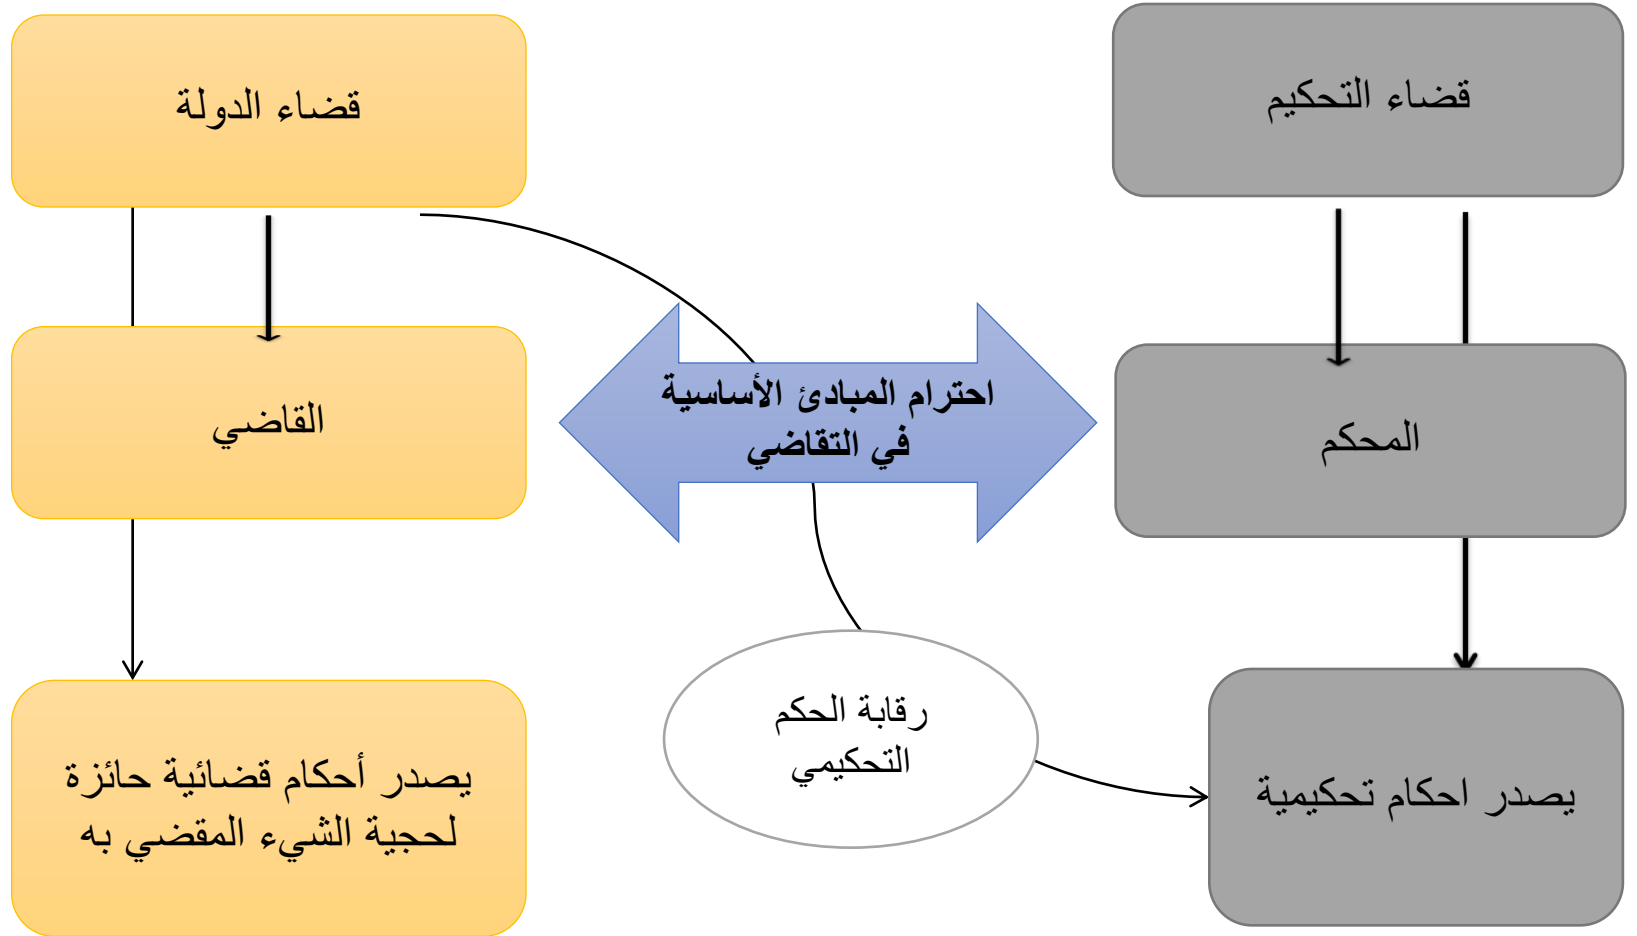 قضاء التحكيم
قضاء الدولة
المحكم
احترام المبادئ الأساسية
في التقاضي
القاضي
يصدر احكام تحكيمية
رقابة الحكم
التحكيمي
يصدر أحكام قضائية حائزة
لحجية الشيء المقضي به